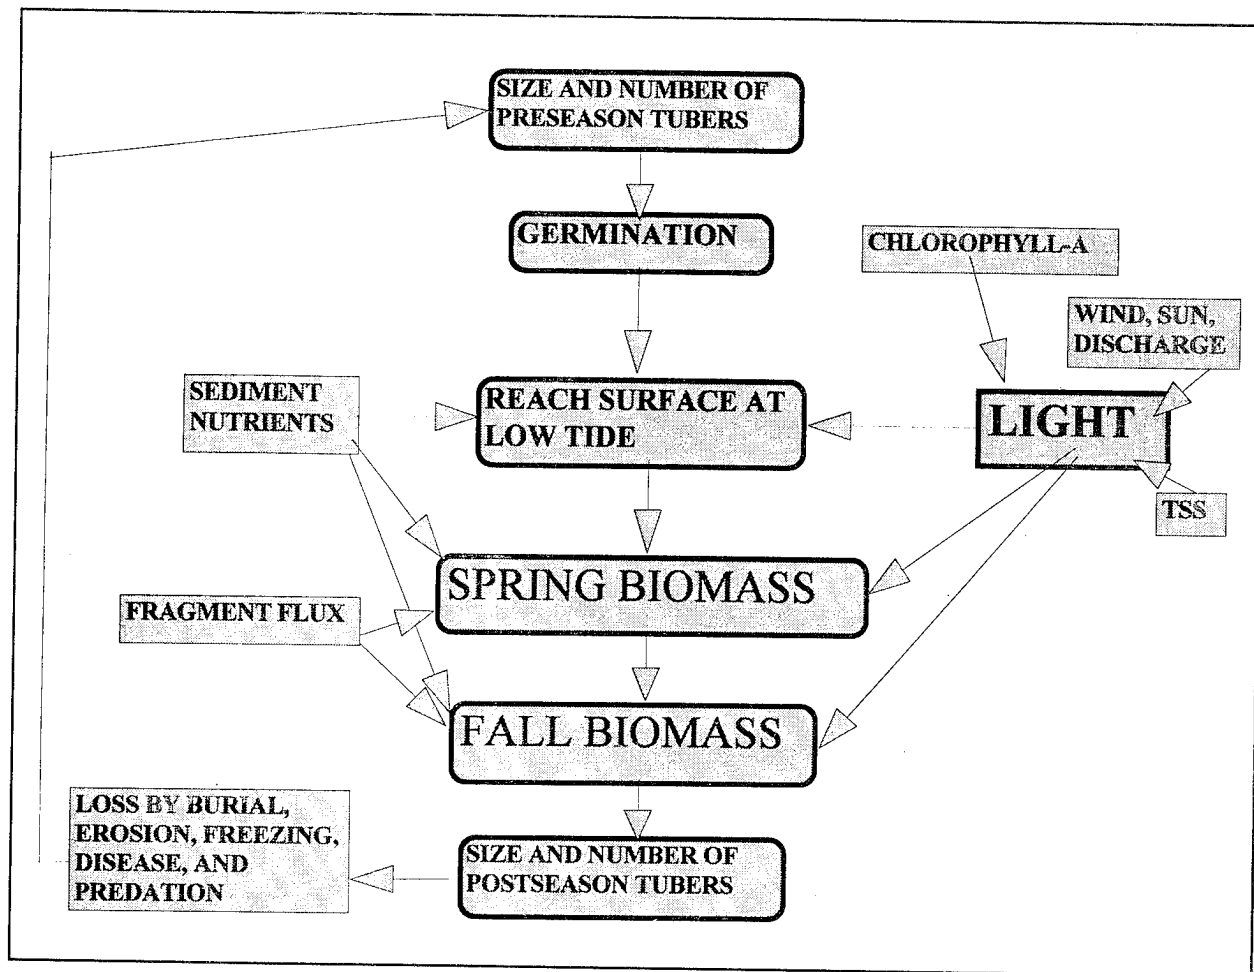 SIZE AND NUMBER OF
PRESEASON TUBERS
GERMINATION
CHLOROPHYLL-A
WIND, SUN,
DISCHARGE
SEDIMENT
NUTRIENTS
REACH SURFACE AT
LOW TIDE
LIGHT
TSS
SPRING BIOMASS
FRAGMENT FLUX
FALL BIOMASS
LOSS BY BURIAL,
EROSION, FREEZING,
DISEASE, AND
PREDATION
SIZE AND NUMBER OF
POSTSEASON TUBERS